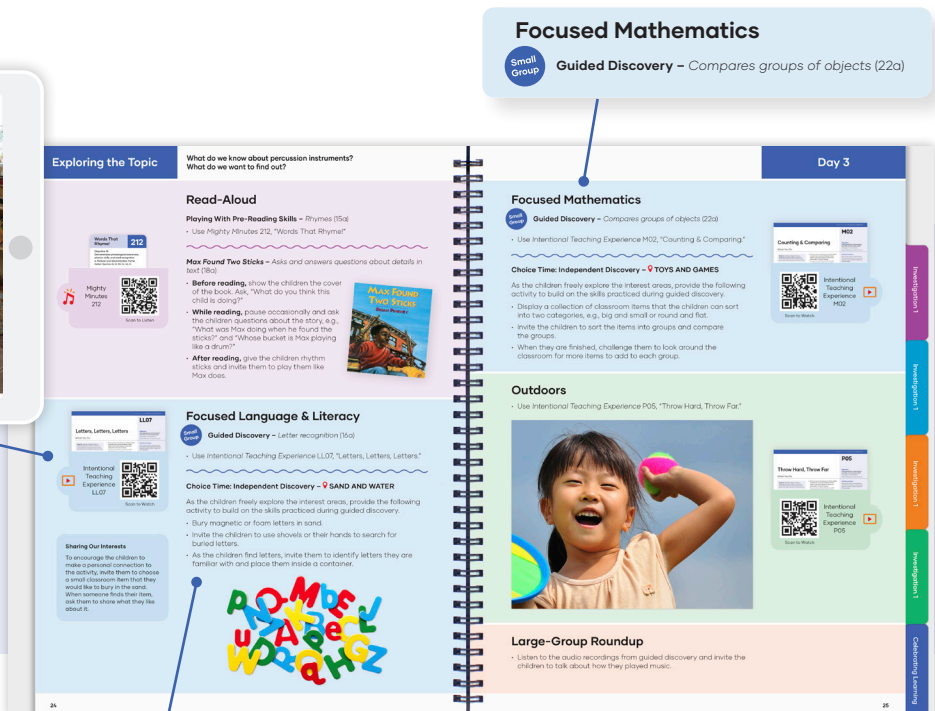 Focused Mathematics
Small Group
Guided Discovery – Compares groups of objects (22a)
Exploring the Topic
What do we know about percussion instruments?
What do we want to find out?
Words That Rhyme!
212
Mighty
Minutes
212
Scan to Listen
Read-Aloud
Playing With Pre-Reading Skills – Rhymes (15a)
• Use Mighty Minutes 212, "Words That Rhyme!"
Max Found Two Sticks – Asks and answers questions about details in
text (18a)
• Before reading, show the children the cover
of the book. Ask, "What do you think this
child is doing?"
• While reading, pause occasionally and ask
the children questions about the story, e.g.,
"What was Max doing when he found the
sticks?" and "Whose bucket is Max playing
like a drum?"
• After reading, give the children rhythm
sticks and invite them to play them like
Max does.
MAX FOUND
TWO STICKS
BRIAN PINKNEY
LL07
Letters, Letters, Letters
Intentional
Teaching
Experience
LL07
Scan to Watch
Sharing Our Interests
To encourage the children to
make a personal connection to
the activity, invite them to choose
a small classroom item that they
would like to bury in the sand.
When someone finds their item,
ask them to share what they like
about it.
Focused Language & Literacy
Small Group
Guided Discovery – Letter recognition (16a)
• Use Intentional Teaching Experience LL07, "Letters, Letters, Letters."
Choice Time: Independent Discovery – SAND AND WATER
As the children freely explore the interest areas, provide the following
activity to build on the skills practiced during guided discovery.
• Bury magnetic or foam letters in sand.
• Invite the children to use shovels or their hands to search for
buried letters.
• As the children find letters, invite them to identify letters they are
familiar with and place them inside a container.
24
Day 3
Focused Mathematics
Small Group
Guided Discovery – Compares groups of objects (22a)
• Use Intentional Teaching Experience M02, "Counting & Comparing."
Choice Time: Independent Discovery – TOYS AND GAMES
As the children freely explore the interest areas, provide the following
activity to build on the skills practiced during guided discovery.
• Display a collection of classroom items that the children can sort
into two categories, e.g., big and small or round and flat.
• Invite the children to sort the items into groups and compare
the groups.
• When they are finished, challenge them to look around the
classroom for more items to add to each group.
M02
Counting & Comparing
Intentional
Teaching
Experience
M02
Scan to Watch
Outdoors
• Use Intentional Teaching Experience P05, "Throw Hard, Throw Far."
P05
Throw Hard, Throw Far
Intentional
Teaching
Experience
P05
Scan to Watch
Large-Group Roundup
• Listen to the audio recordings from guided discovery and invite the
children to talk about how they played music.
25
Investigation 1
Investigation 1
Investigation 1
Investigation 1
Celebrating Learning